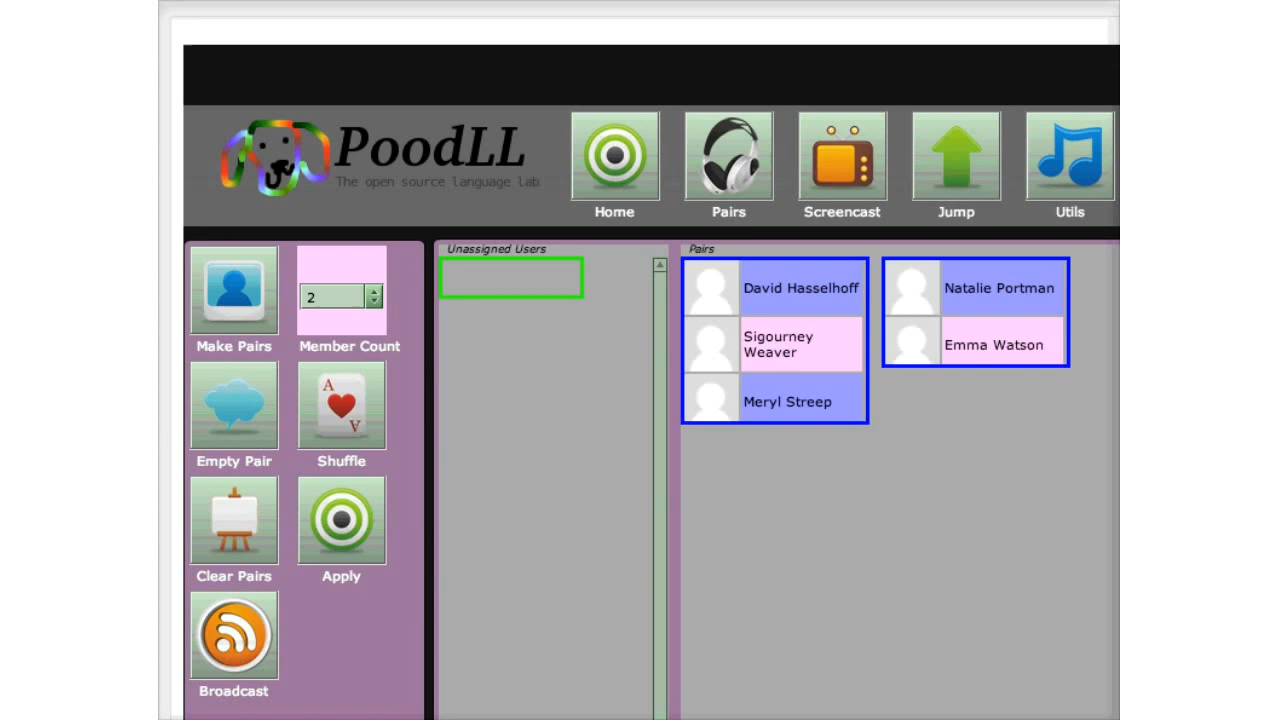 PoodLL
The open source language lab
Home
Pairs
Screencast
Jump
Utils
Make Pairs
2
Member Count
Empty Pair
A
A
Shuffle
Clear Pairs
Apply
Broadcast
Unassigned Users
Pairs
David Hasselhoff
Sigourney
Weaver
Meryl Streep
Natalie Portman
Emma Watson